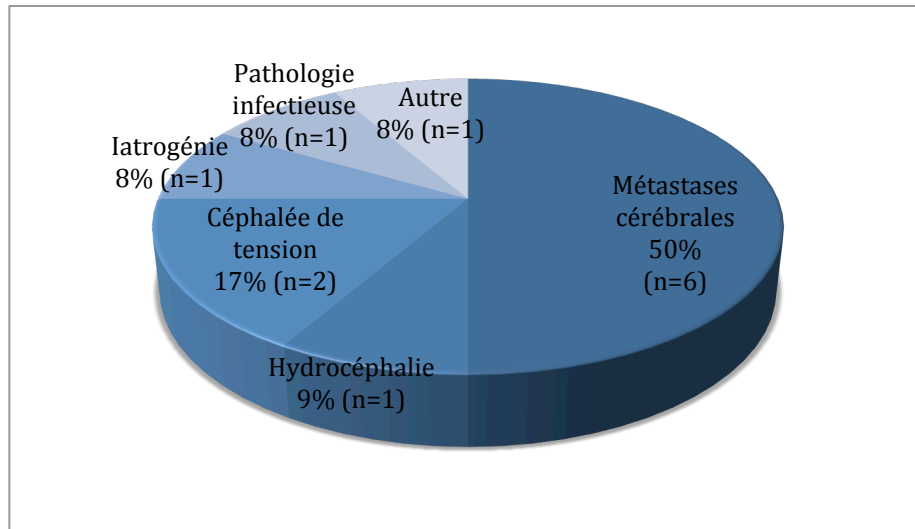 Pathologie
infectieuse
8% (n=1)
Autre
8% (n=1)
Iatrogénie
8% (n=1)
Métastases
cérébrales
50%
(n=6)
Céphalée de
tension
17% (n=2)
Hydrocéphalie
9% (n=1)